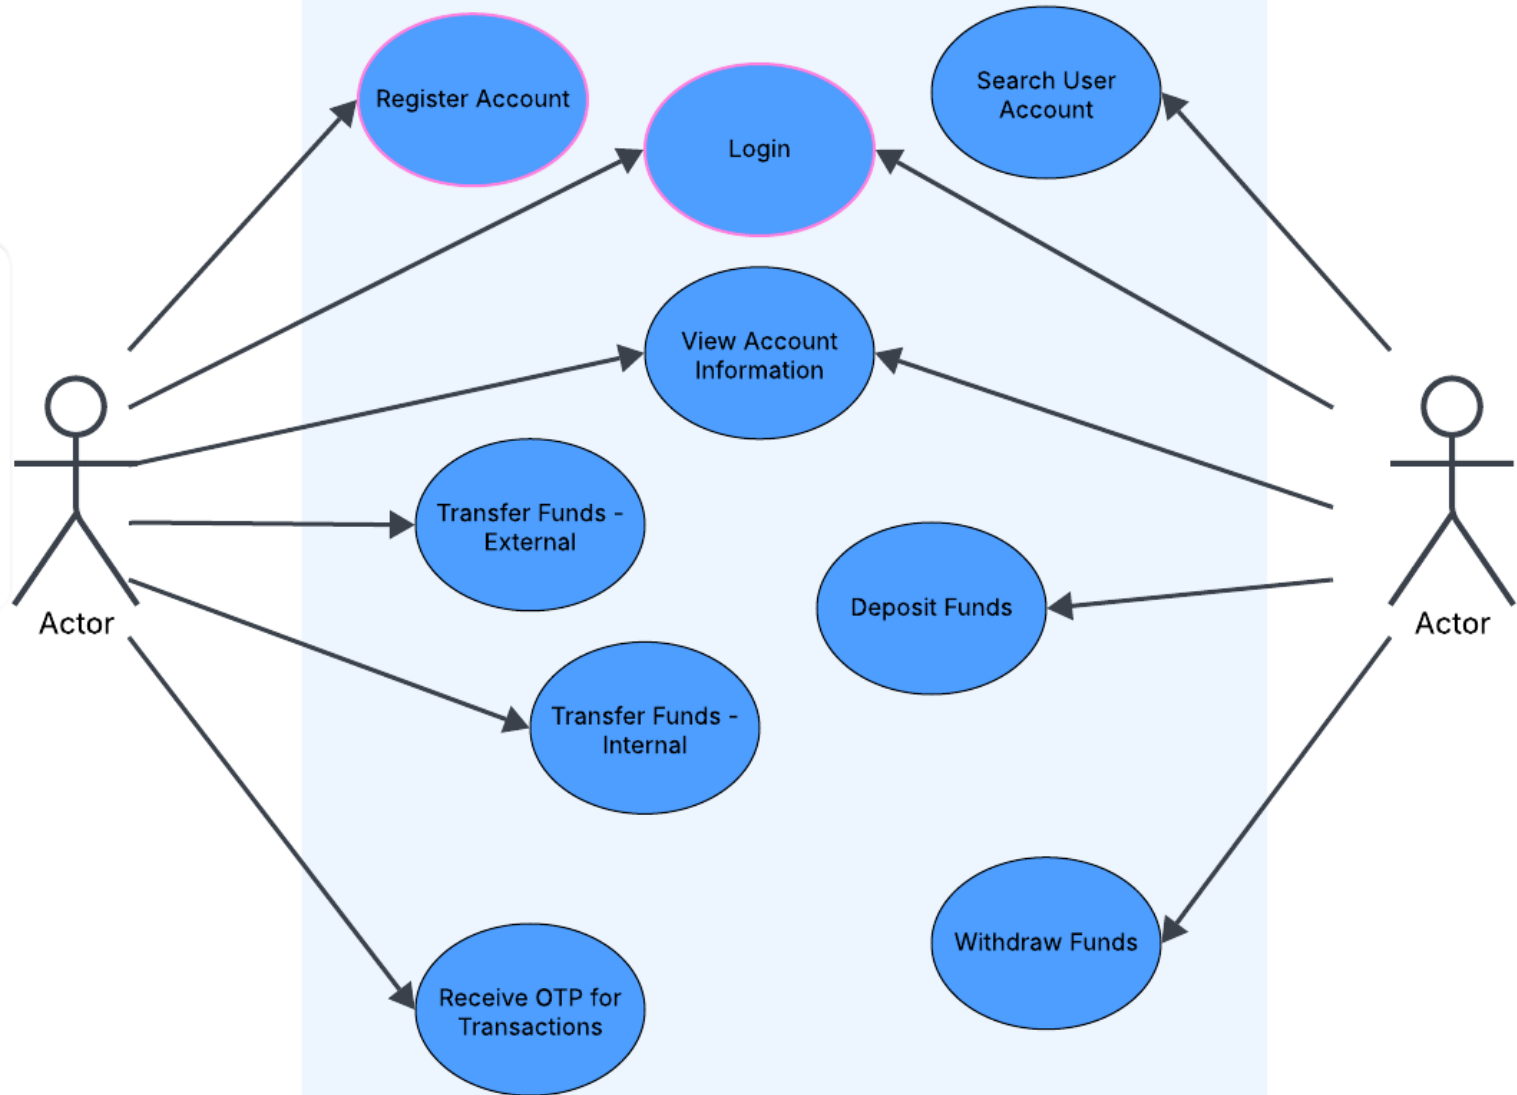 Register Account
Login
Search User
Account
View Account
Information
Transfer Funds -
External
Deposit Funds
Actor
Actor
Transfer Funds -
Internal
Withdraw Funds
Receive OTP for
Transactions